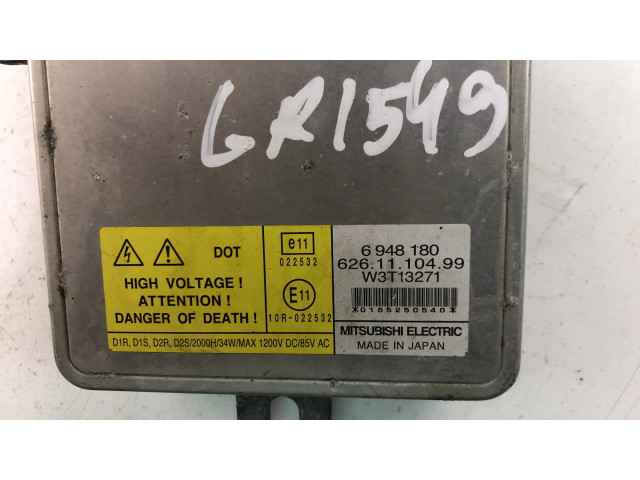 GR1549
DOT
HIGH VOLTAGE !
ATTENTION !
DANGER OF DEATH !
e11
022532
E11
10R-022532
6 948 180
626.11.104.99
W3T13271
*0165250540*
MITSUBISHI ELECTRIC
MADE IN JAPAN
D1R, D1S, D2R, D2S/2000H/34W/MAX 1200V DC/85V AC